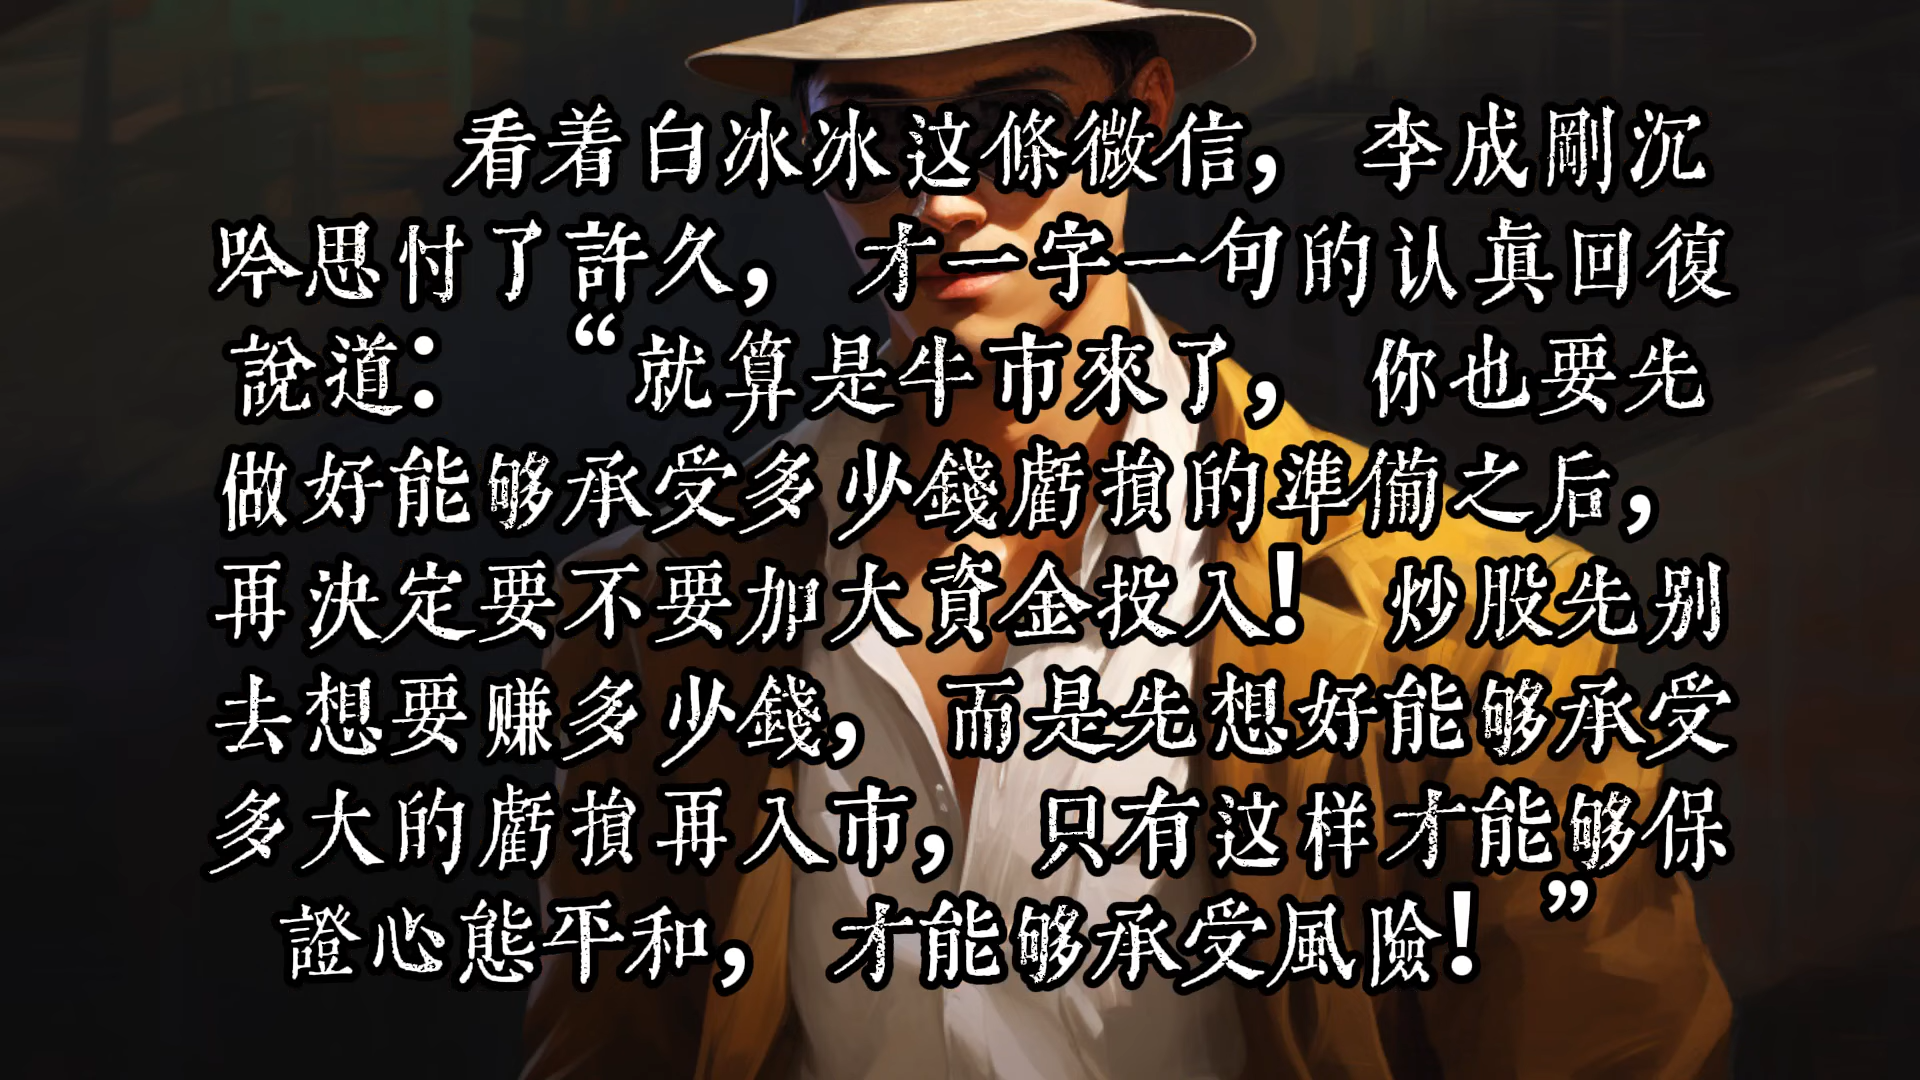 看着白冰冰这條微信，李成剛沉
吟思忖了許久，才一字一句的认真回復
說道：“就算是牛市來了，你也要先
做好能够承受多少錢虧損的準備之后，
再決定要不要加大資金投入！炒股先别
去想要赚多少錢，而是先想好能够承受
多大的虧損再入市，只有这样才能够保
證心態平和，才能够承受風險！”